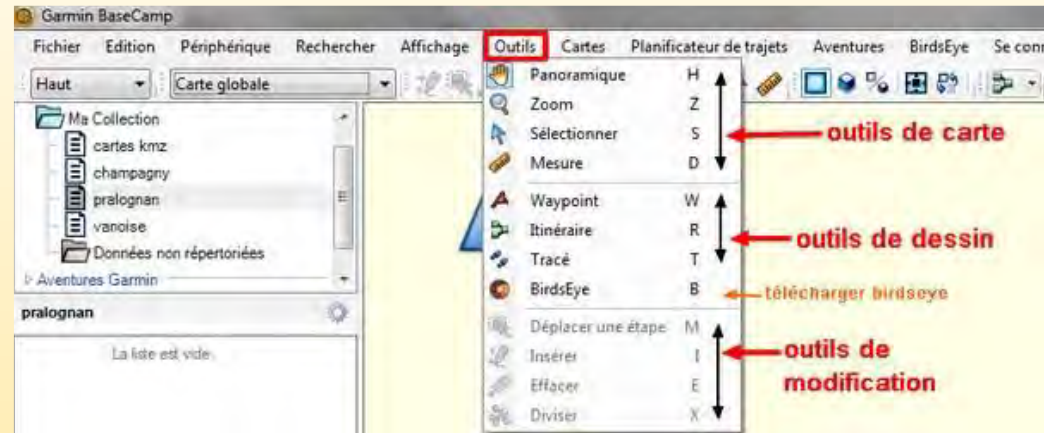 Garmin BaseCamp
Fichier Edition Périphérique Rechercher Affichage Outils Cartes Planificateur de trajets Aventures BirdsEye Se conn
Haut Carte globale
Ma Collection
cartes kmz
champagny
pralognan
vanoise
Données non répertoriées
Aventures Garmin
pralognan
La liste est vide
Panoramique H
Zoom Z
Sélectionner S
Mesure D
outils de carte
Waypoint W
Itinéraire R
Tracé T
outils de dessin
BirdsEye B
télécharger birdseye
Déplacer une étape M
Insérer I
Effacer E
Diviser X
outils de
modification